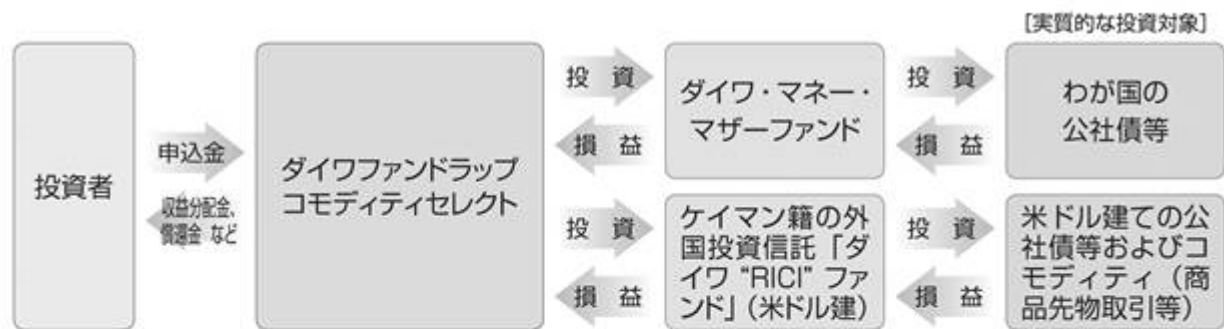 [実質的な投資対象]
投資者
申込金
収益分配金、
償還金 など
ダイワファンドラップ
コモディティセレクト
投 資
損 益
ダイワ・マネー・
マザーファンド
投 資
損 益
わが国の
公社債等
投 資
損 益
ケイマン籍の外
国投資信託「ダ
イワ “RICI” ファ
ンド」(米ドル建)
投 資
損 益
米ドル建ての公
社債等およびコ
モディティ(商
品先物取引等)